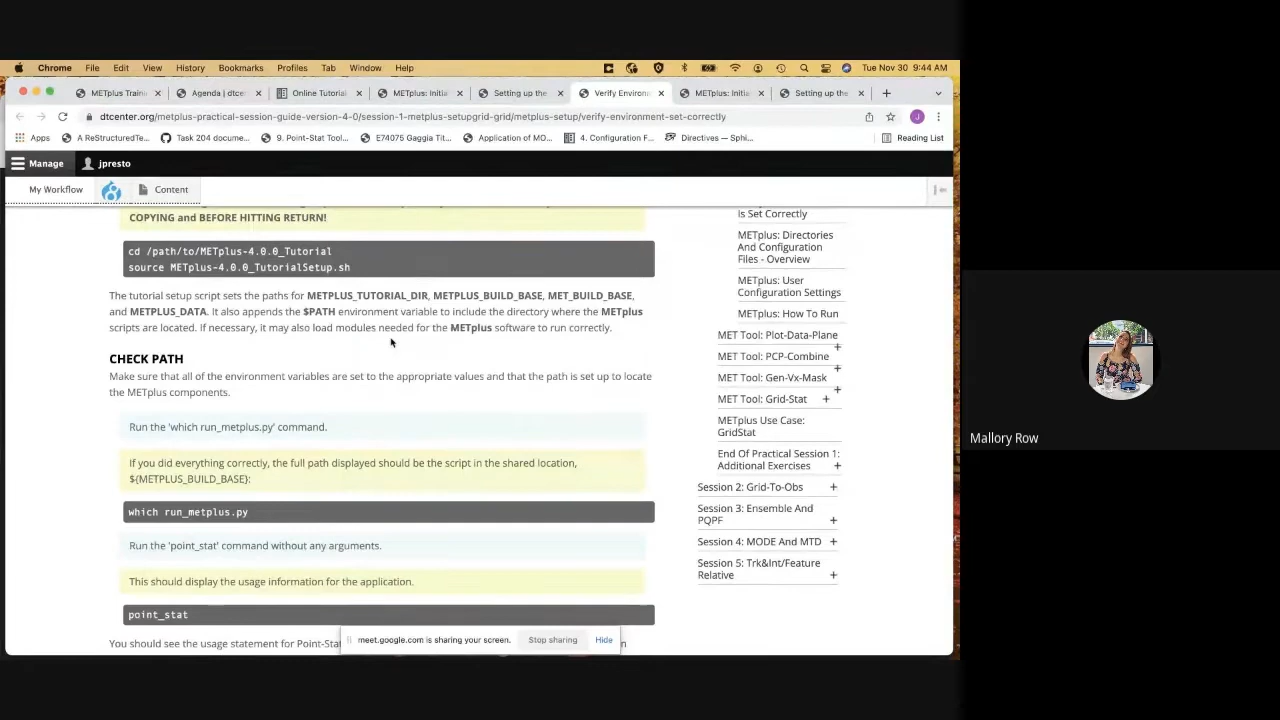 Chrome File Edit View History Bookmarks Profiles Tab Window Help Tue Nov 30 9:44 AM
METplus Traini Agenda | dtce Online Tutorial METplus: Initia Setting up the Verify Environ METplus: Initia Setting up the
dtcenter.org/metplus-practical-session-guide-version-4-0/session-1-metplus-setupgrid-grid/metplus-setup/verify-environment-set-correctly J
Apps A ReStructuredTe... Task 204 docume... 9. Point-Stat Tool... E74075 Gaggia Tit... Application of MO... 4. Configuration F... Directives — Sphi... Reading List
Manage jpresto
My Workflow Content
COPYING and BEFORE HITTING RETURN!
cd /path/to/METplus-4.0.0_Tutorial
source METplus-4.0.0_TutorialSetup.sh
The tutorial setup script sets the paths for METPLUS_TUTORIAL_DIR, METPLUS_BUILD_BASE, MET_BUILD_BASE,
and METPLUS_DATA. It also appends the $PATH environment variable to include the directory where the METplus
scripts are located. If necessary, it may also load modules needed for the METplus software to run correctly.
CHECK PATH
Make sure that all of the environment variables are set to the appropriate values and that the path is set up to locate
the METplus components.
Run the 'which run_metplus.py' command.
If you did everything correctly, the full path displayed should be the script in the shared location,
${METPLUS_BUILD_BASE}:
which run_metplus.py
Run the 'point_stat' command without any arguments.
This should display the usage information for the application.
point_stat
You should see the usage statement for Point-Stat
meet.google.com is sharing your screen. Stop sharing Hide
Is Set Correctly
METplus: Directories
And Configuration
Files - Overview
METplus: User
Configuration Settings
METplus: How To Run
MET Tool: Plot-Data-Plane
+
MET Tool: PCP-Combine
+
MET Tool: Gen-Vx-Mask
+
MET Tool: Grid-Stat +
METplus Use Case:
GridStat
End Of Practical Session 1:
Additional Exercises +
Session 2: Grid-To-Obs +
Session 3: Ensemble And
PQPF +
Session 4: MODE And MTD +
Session 5: Trk&Int/Feature
Relative +
Mallory Row